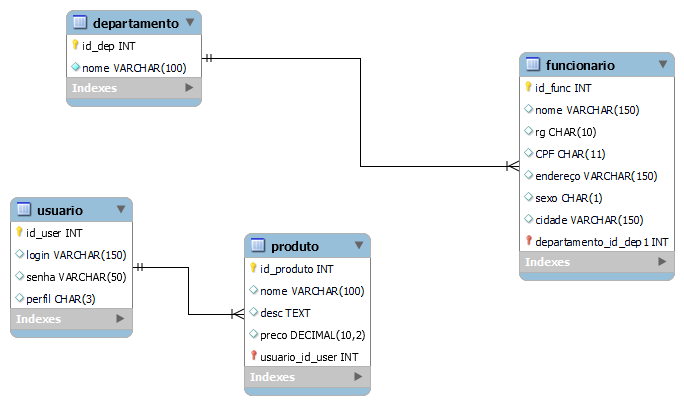 departamento
id_dep INT
nome VARCHAR(100)
Indexes
funcionario
id_func INT
nome VARCHAR(150)
rg CHAR(10)
CPF CHAR(11)
endereço VARCHAR(150)
sexo CHAR(1)
cidade VARCHAR(150)
departamento_id_dep1 INT
Indexes
usuario
id_user INT
login VARCHAR(150)
senha VARCHAR(50)
perfil CHAR(3)
Indexes
produto
id_produto INT
nome VARCHAR(100)
desc TEXT
preco DECIMAL(10,2)
usuario_id_user INT
Indexes